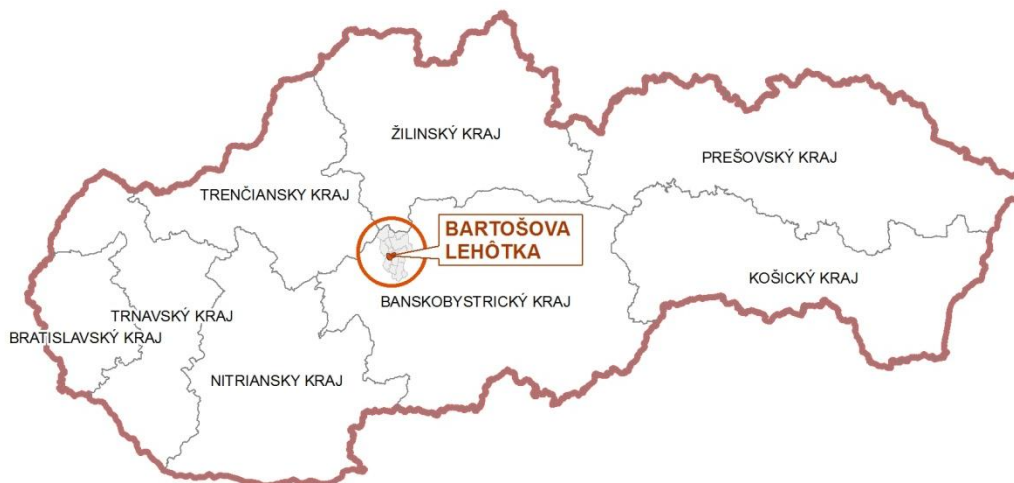 ŽILINSKÝ KRAJ
PREŠOVSKÝ KRAJ
TRENČIANSKY KRAJ
BARTOŠOVA
LEHÔTKA
KOŠICKÝ KRAJ
BANSKOBYSTRICKÝ KRAJ
TRNAVSKÝ KRAJ
BRATISLAVSKÝ KRAJ
NITRIANSKY KRAJ